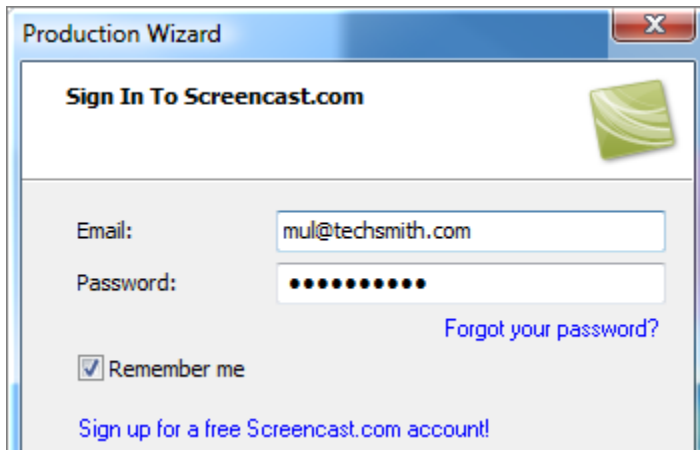 Production Wizard
Sign In To Screencast.com
Email: mul@techsmith.com
Password: ●●●●●●●●●●
Forgot your password?
Remember me
Sign up for a free Screencast.com account!